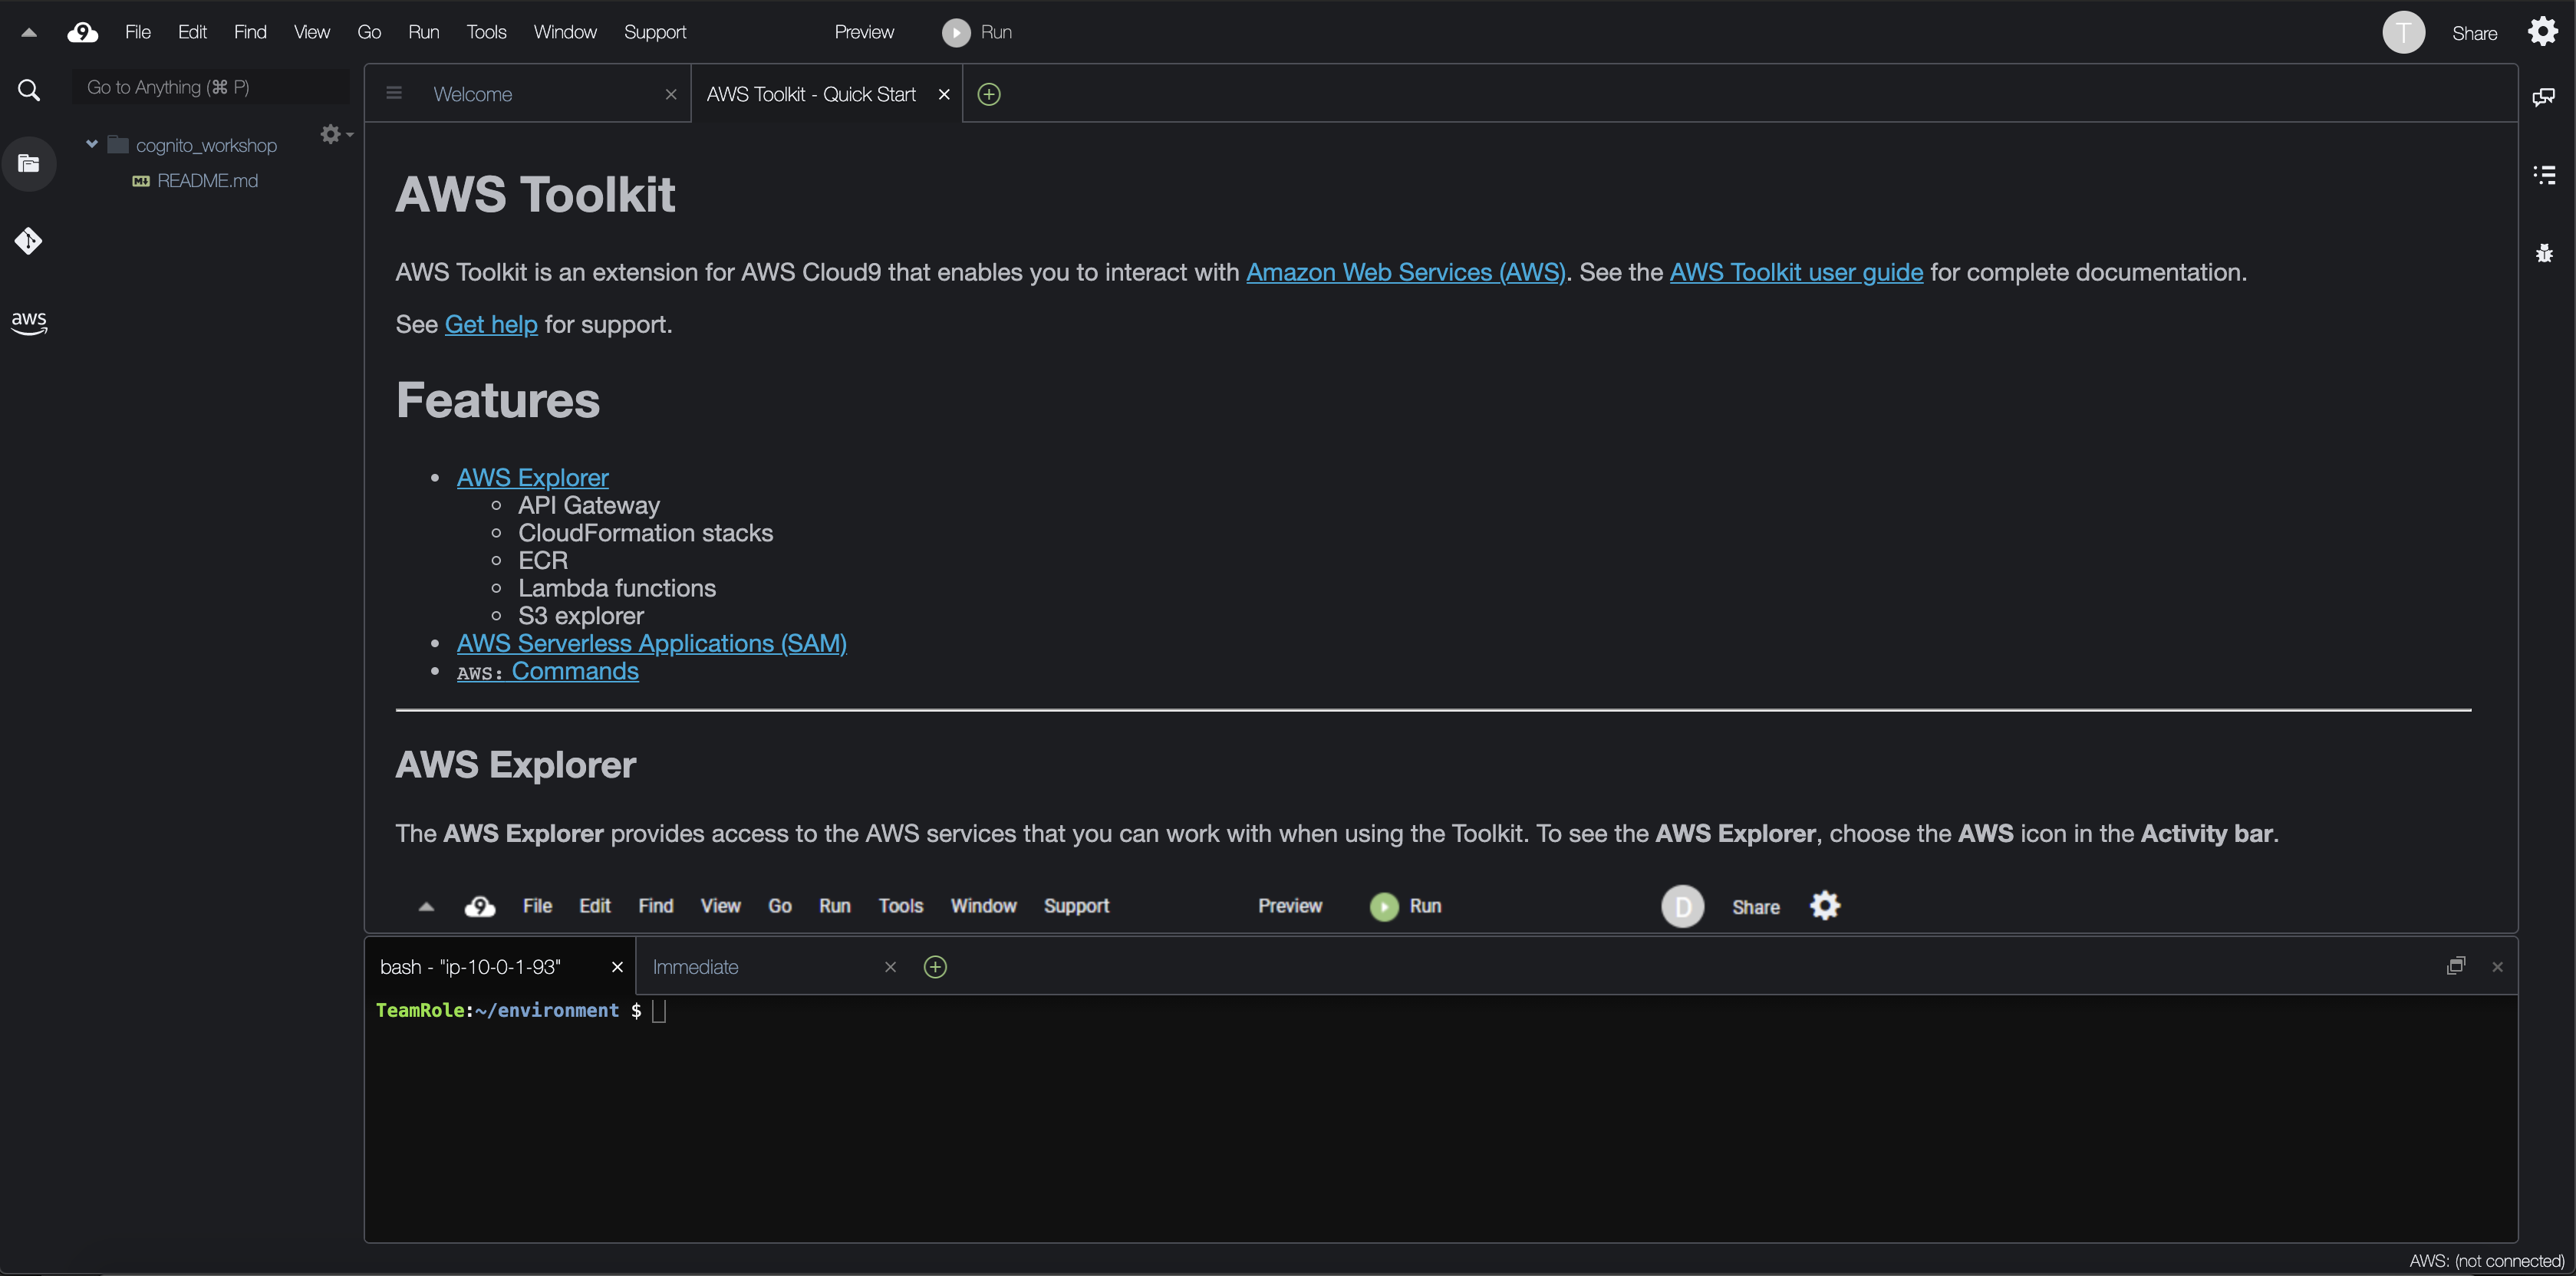 9 File Edit Find View Go Run Tools Window Support Preview Run T Share
Go to Anything (⌘ P)
cognito_workshop
README.md
aws
Welcome
AWS Toolkit - Quick Start
AWS Toolkit
AWS Toolkit is an extension for AWS Cloud9 that enables you to interact with Amazon Web Services (AWS). See the AWS Toolkit user guide for complete documentation.
See Get help for support.
Features
AWS Explorer
API Gateway
CloudFormation stacks
ECR
Lambda functions
S3 explorer
AWS Serverless Applications (SAM)
AWS: Commands
AWS Explorer
The AWS Explorer provides access to the AWS services that you can work with when using the Toolkit. To see the AWS Explorer, choose the AWS icon in the Activity bar.
9 File Edit Find View Go Run Tools Window Support Preview Run D Share
bash - "ip-10-0-1-93"
Immediate
TeamRole:~/environment $
AWS: (not connected)